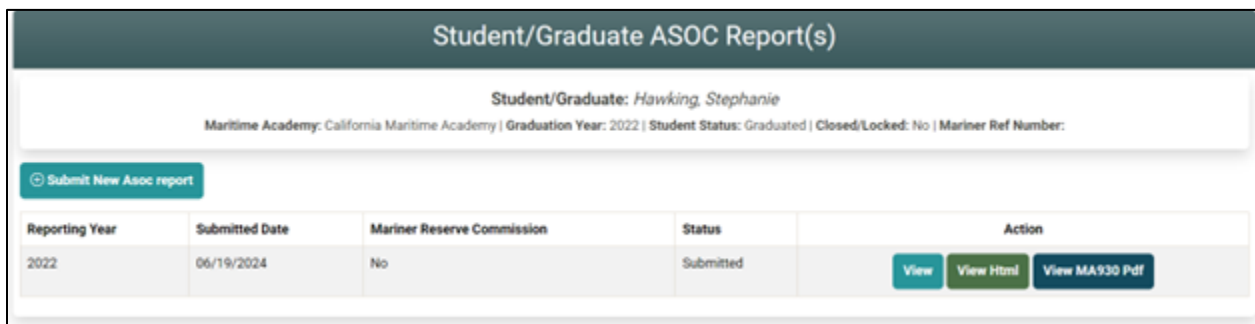 Student/Graduate ASOC Report(s)
Student/Graduate: Hawking, Stephanie
Maritime Academy: California Maritime Academy | Graduation Year: 2022 | Student Status: Graduated | Closed/Locked: No | Mariner Ref Number:
Submit New Asoc report
Reporting Year Submitted Date Mariner Reserve Commission Status Action
2022 06/19/2024 No Submitted View View Html View MA930 Pdf